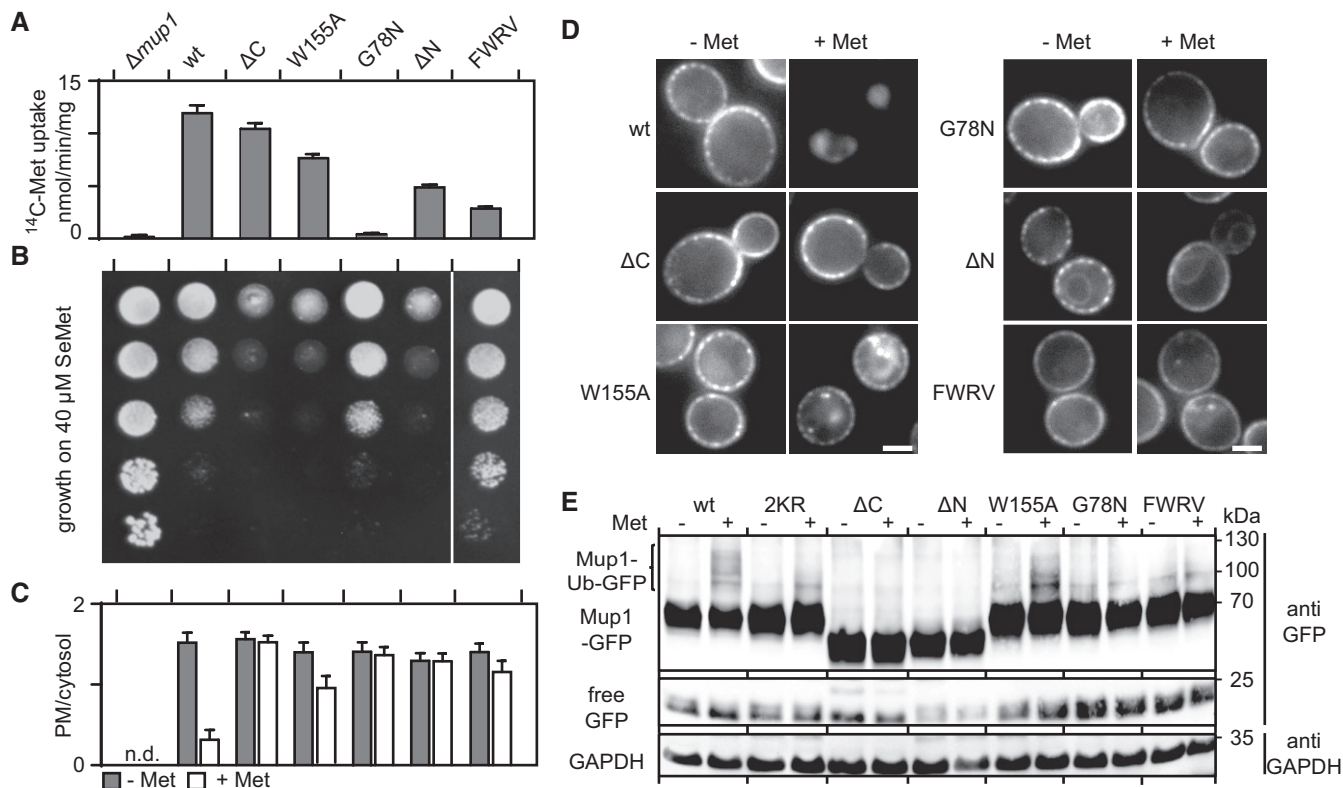 A
Δmup1
wt
ΔC
W155A
G78N
ΔN
FWRV
15
0
¹⁴C-Met uptake
nmol/min/mg
B
growth on 40 µM SeMet
C
2
1
0
PM/cytosol
n.d.
- Met + Met
D
- Met + Met
wt
ΔC
W155A
- Met + Met
G78N
ΔN
FWRV
E
wt 2KR ΔC ΔN W155A G78N FWRV
Met - + - + - + - + - + - + - +
kDa
Mup1-
Ub-GFP
Mup1
-GFP
130
100
70
anti
GFP
free
GFP
25
GAPDH
35
anti
GAPDH